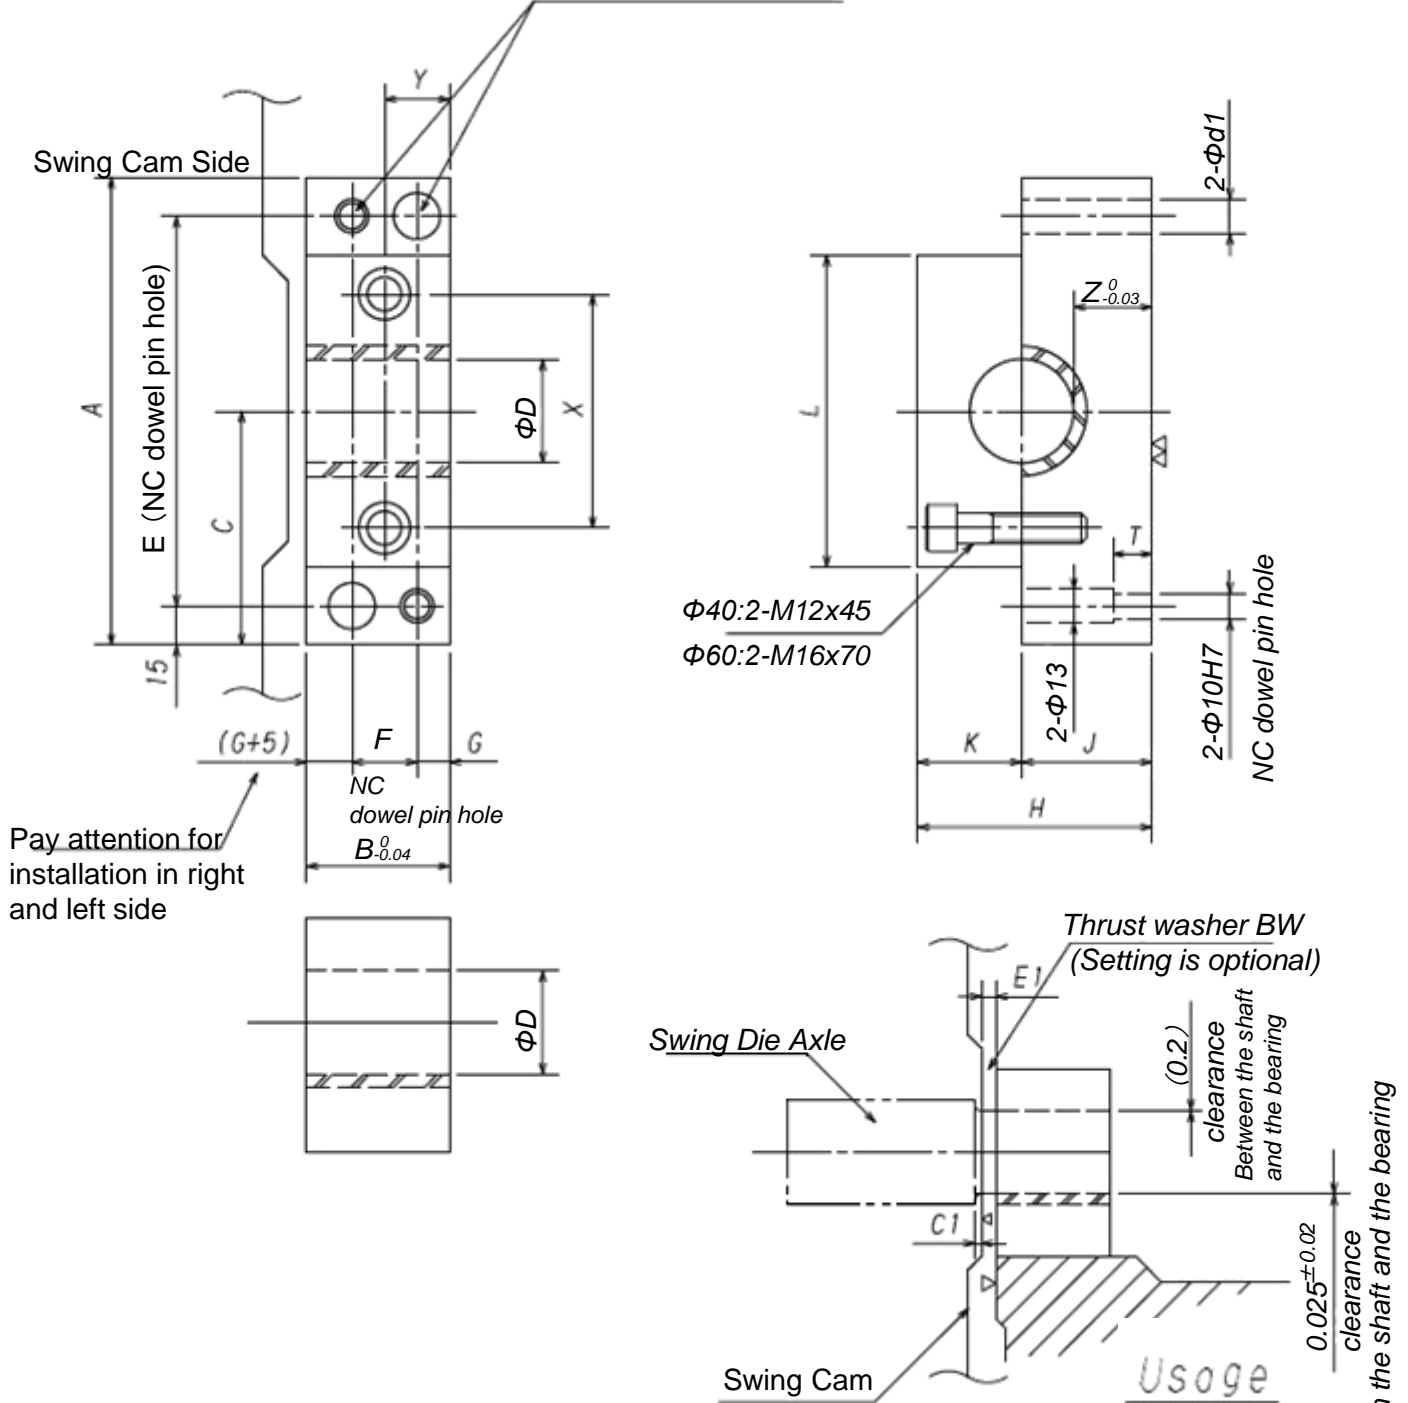 Y
Swing Cam Side
A
E (NC dowel pin hole)
C
15
ΦD
X
(G+5)
F
G
NC
dowel pin hole
B 0 -0.04
Pay attention for
installation in right
and left side
ΦD
2-Φd1
Z 0 -0.03
L
T
Φ40:2-M12x45
Φ60:2-M16x70
2-Φ13
2-Φ10H7
NC dowel pin hole
K
J
H
Thrust washer BW
(Setting is optional)
E1
Swing Die Axle
(0.2)
clearance
Between the shaft
and the bearing
C1
0.025±0.02
clearance
the shaft and the bearing
Swing Cam
Usage